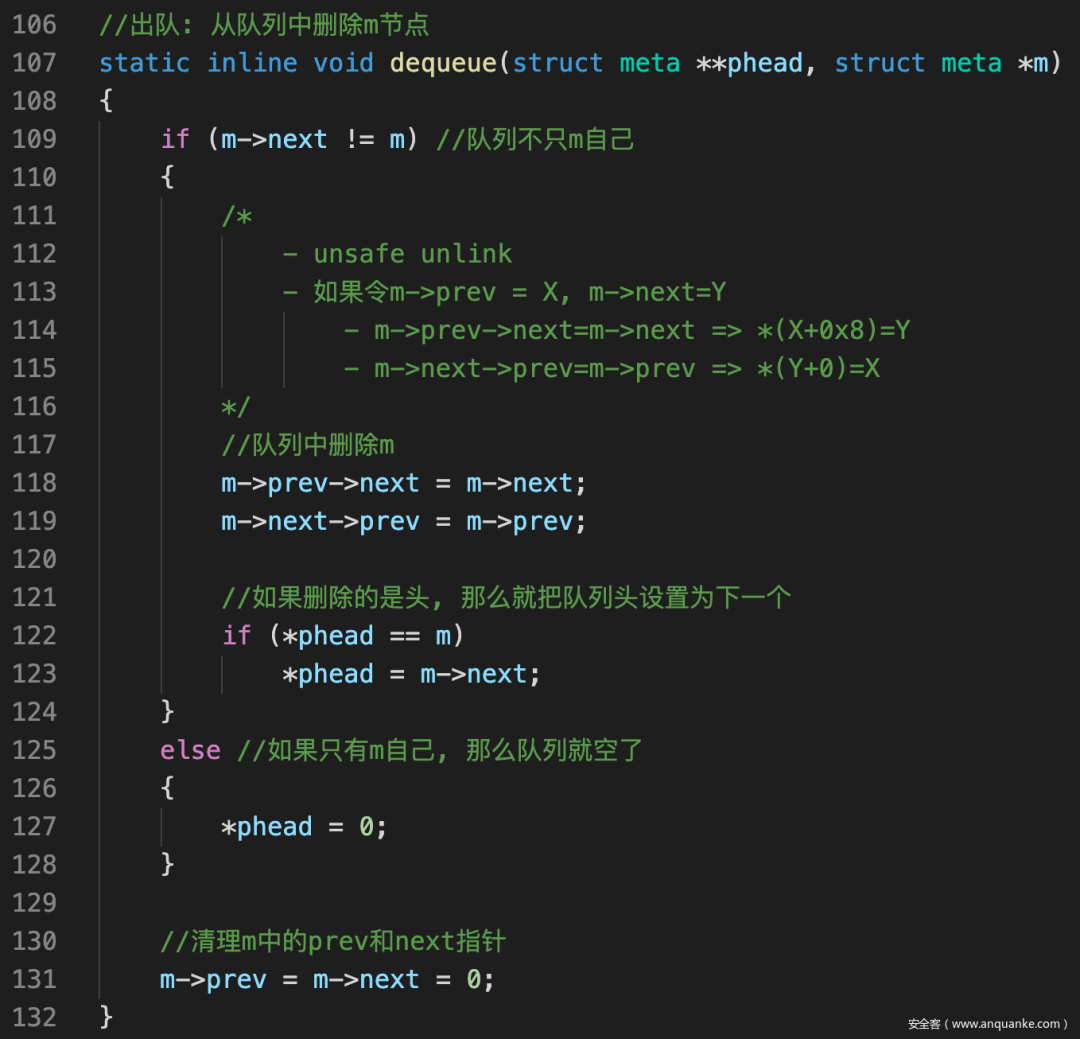 106 //出队: 从队列中删除m节点
107 static inline void dequeue(struct meta **phead, struct meta *m)
108 {
109     if (m->next != m) //队列不只m自己
110     {
111         /*
112             - unsafe unlink
113             - 如果令m->prev = X, m->next=Y
114                 - m->prev->next=m->next => *(X+0x8)=Y
115                 - m->next->prev=m->prev => *(Y+0)=X
116         */
117         //队列中删除m
118         m->prev->next = m->next;
119         m->next->prev = m->prev;
120
121         //如果删除的是头, 那么就把队列头设置为下一个
122         if (*phead == m)
123             *phead = m->next;
124     }
125     else //如果只有m自己, 那么队列就空了
126     {
127         *phead = 0;
128     }
129
130     //清理m中的prev和next指针
131     m->prev = m->next = 0;
132 }
安全客 ( www.anquanke.com )